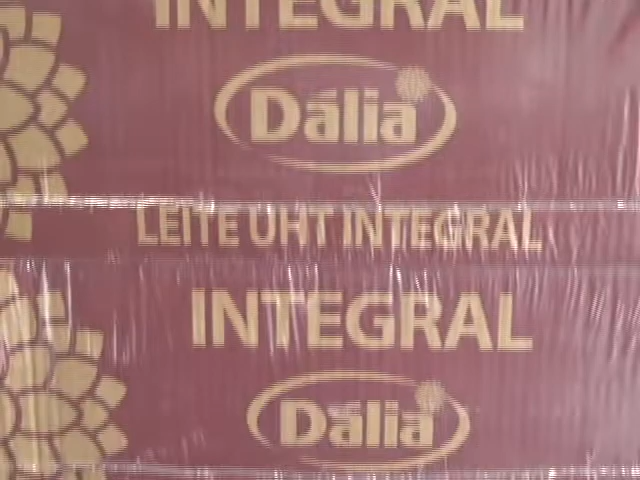 INTEGRAL
Dália
LEITE UHT INTEGRAL
INTEGRAL
Dália